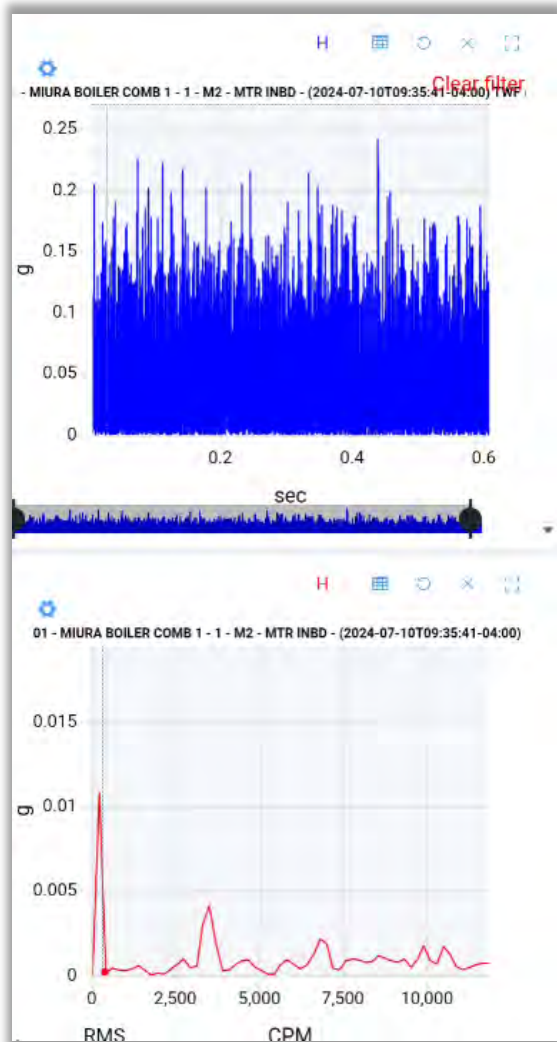 H
Clear filter
- MIURA BOILER COMB 1 - 1 - M2 - MTR INBD - (2024-07-10T09:35:41-04:00) TWF
0.25
0.2
0.15
g
0.1
0.05
0
0.2 0.4 0.6
sec
H
01 - MIURA BOILER COMB 1 - 1 - M2 - MTR INBD - (2024-07-10T09:35:41-04:00)
0.015
g
0.01
0.005
0
0 2,500 5,000 7,500 10,000
RMS CPM